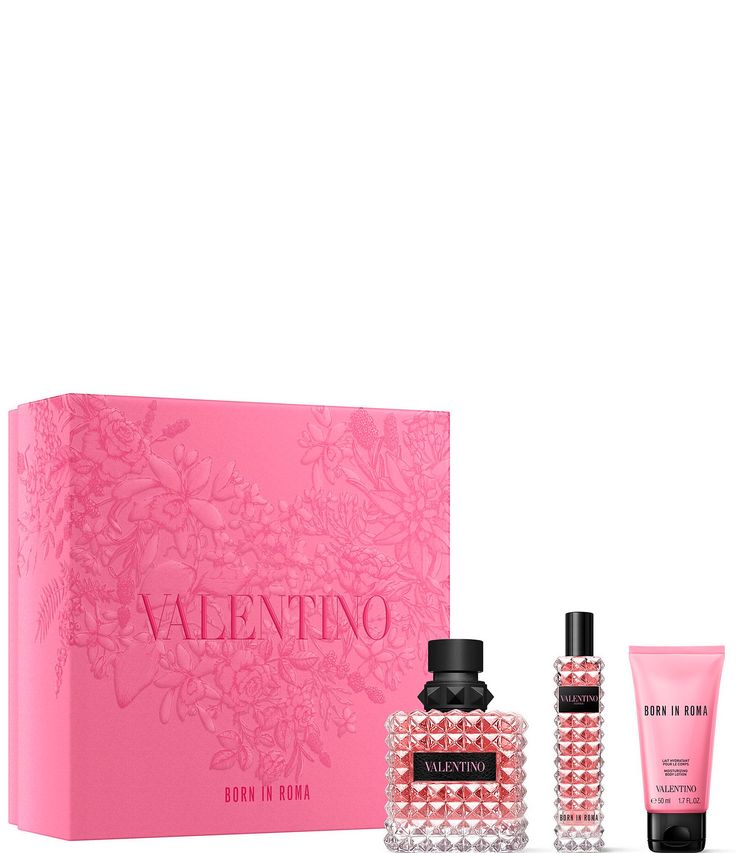 VALENTINO
BORN IN ROMA
VALENTINO
VALENTINO
BORN IN ROMA
BORN IN ROMA
LAIT HYDRATANT
POUR LE CORPS
MOISTURIZING
BODY LOTION
VALENTINO
℮ 50 ml 1.7 FL.OZ.